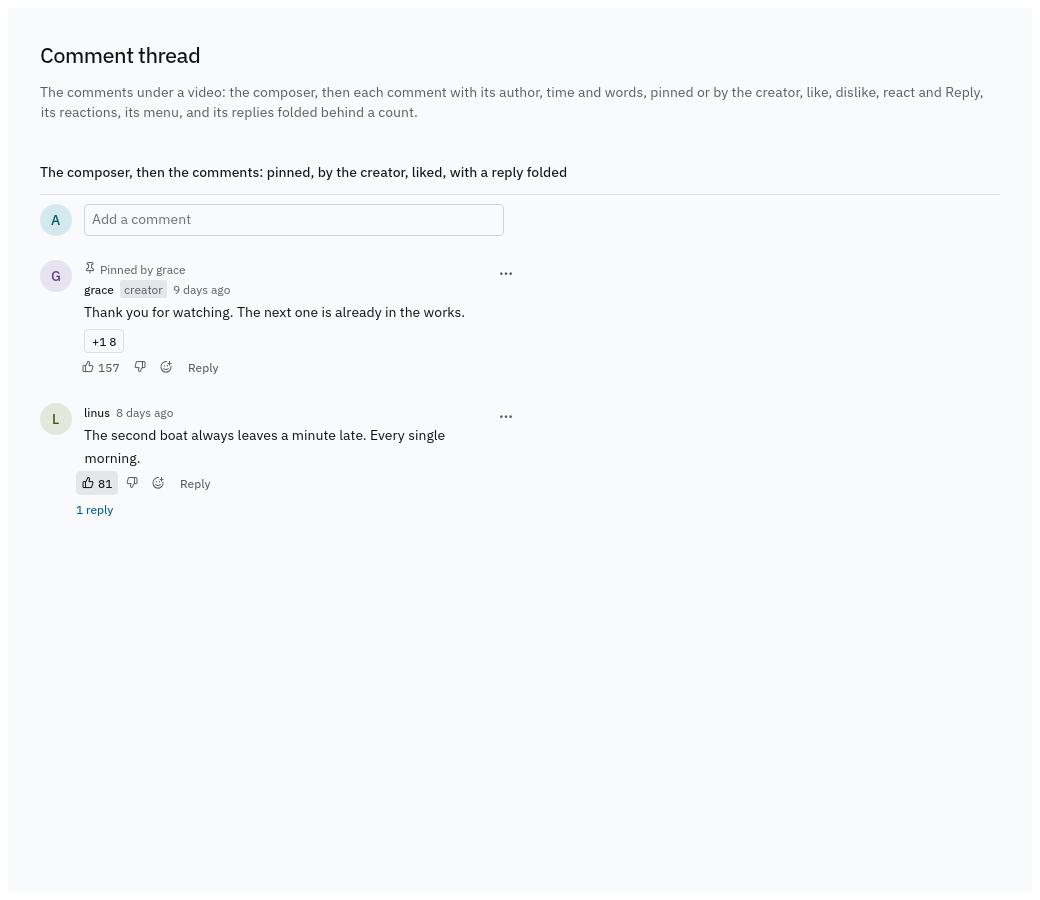 Comment thread
The comments under a video: the composer, then each comment with its author, time and words, pinned or by the creator, like, dislike, react and Reply,
its reactions, its menu, and its replies folded behind a count.
The composer, then the comments: pinned, by the creator, liked, with a reply folded
A
Add a comment
G
Pinned by grace
grace creator 9 days ago
Thank you for watching. The next one is already in the works.
+1 8
157 Reply
L
linus 8 days ago
The second boat always leaves a minute late. Every single
morning.
81 Reply
1 reply